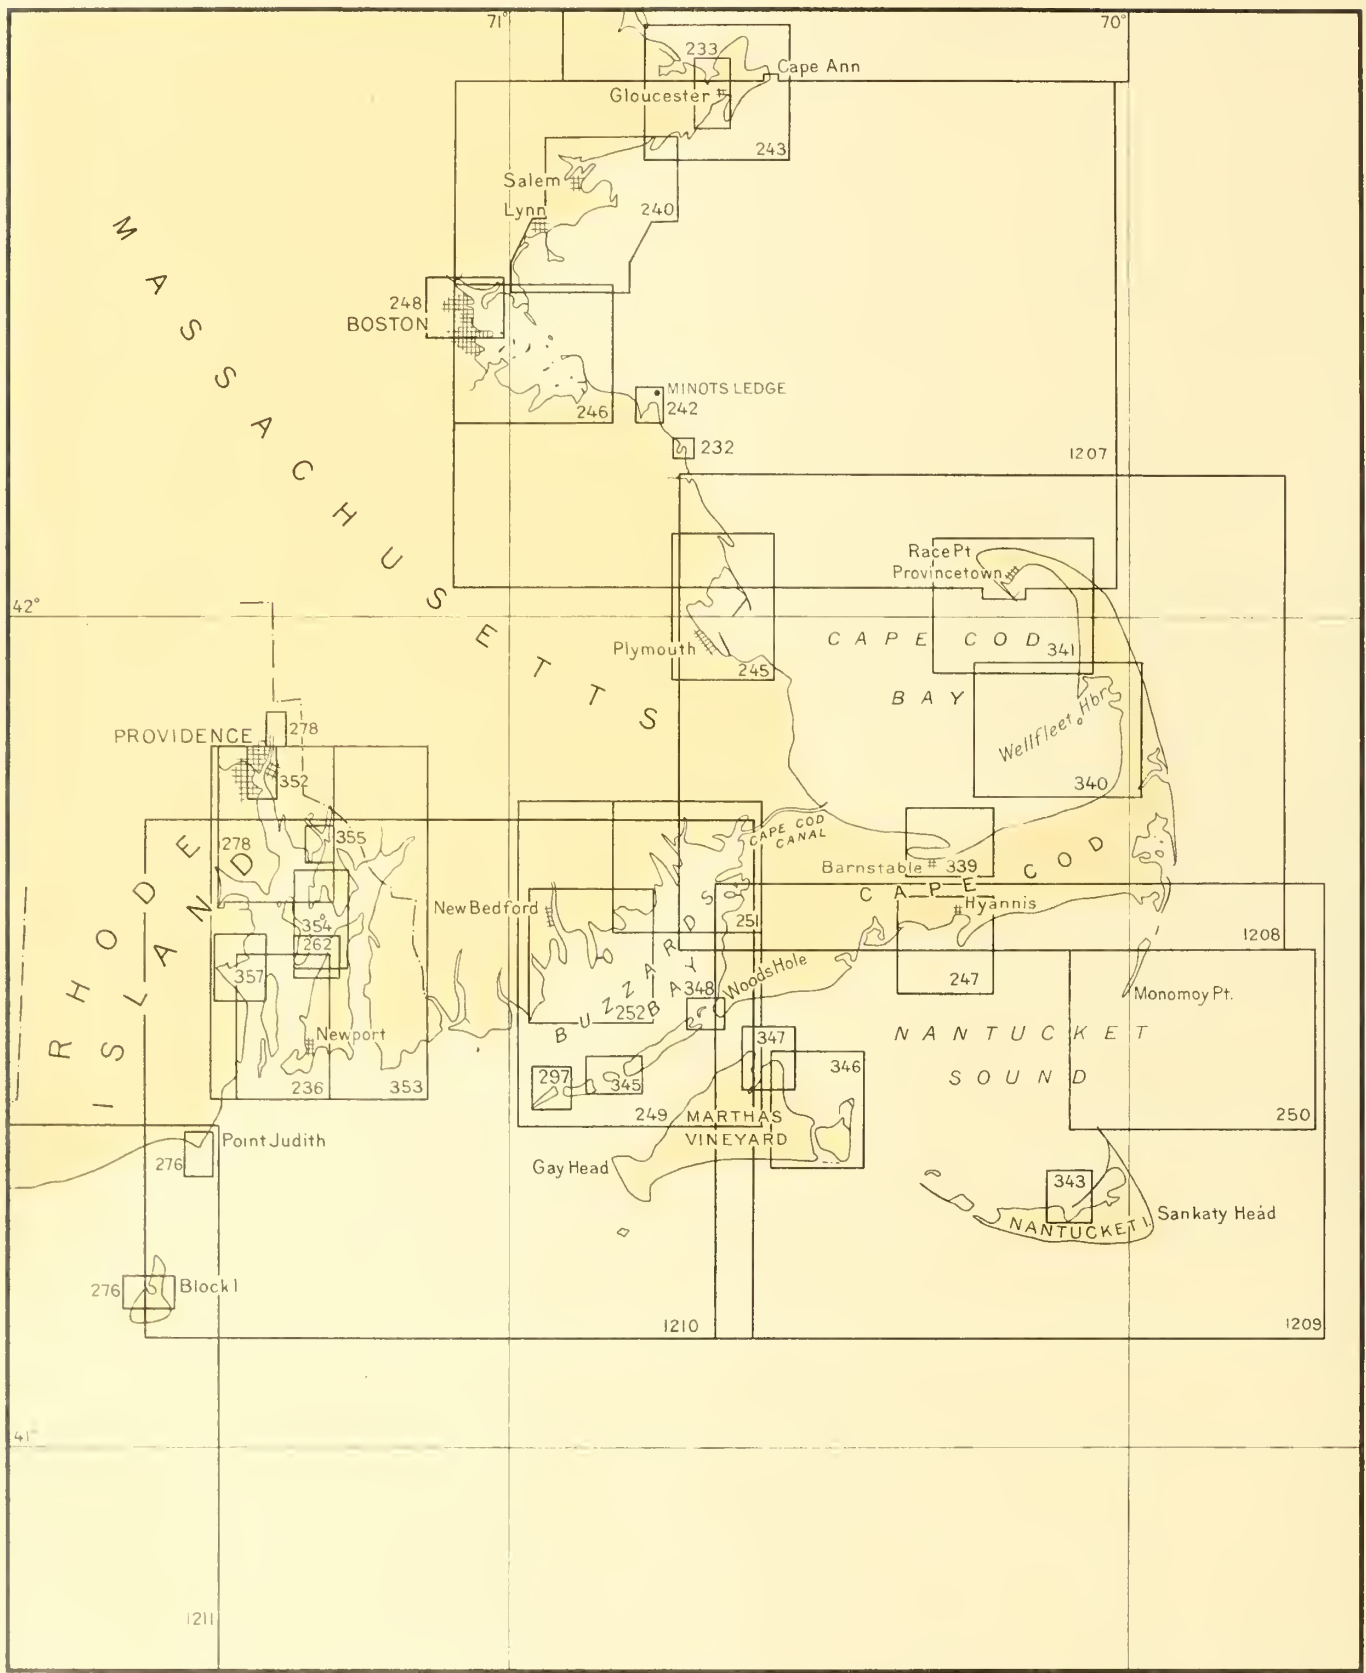 71° 70°
233
Cape Ann
Gloucester
243
Salem
Lynn
240
MASSACHUSETTS
248
BOSTON
246
MINOTS LEDGE
242
232
1207
Race Pt
Provincetown
42°
CAPE COD
BAY
341
Plymouth
245
Wellfleet Hbr
340
PROVIDENCE
278
352
278
355
RHODE
ISLAND
354
262
357
Newport
236
353
CAPE COD
CANAL
Barnstable
339
CAPE COD
Hyannis
New Bedford
251
BUZZARDS
BAY
252
348
Woods Hole
1208
247
Monomoy Pt.
NANTUCKET
SOUND
347
346
297
345
249
MARTHAS
VINEYARD
250
Point Judith
276
Gay Head
343
NANTUCKET I.
Sankaty Head
276
Block I
1210
1209
41°
1211